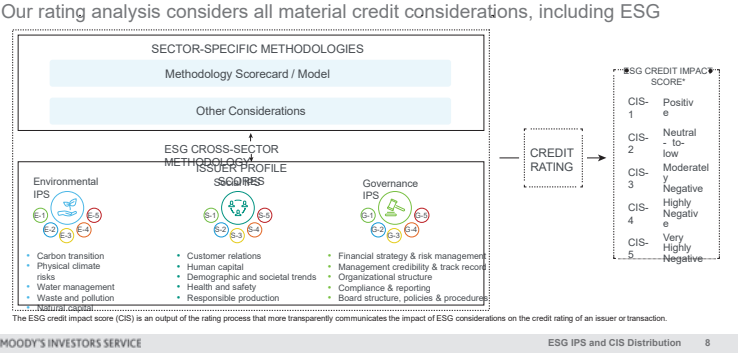 Our rating analysis considers all material credit considerations, including ESG
SECTOR-SPECIFIC METHODOLOGIES
Methodology Scorecard / Model
Other Considerations
ESG CROSS-SECTOR
METHODOLOGY
ISSUER PROFILE
SCORES
Environmental
IPS
E-1
E-2
E-3
E-4
E-5
Social IPS
S-1
S-2
S-3
S-4
S-5
Governance
IPS
G-1
G-2
G-3
G-4
G-5
• Carbon transition
• Physical climate
risks
• Water management
• Waste and pollution
• Natural capital
• Customer relations
• Human capital
• Demographic and societal trends
• Health and safety
• Responsible production
• Financial strategy & risk management
• Management credibility & track record
• Organizational structure
• Compliance & reporting
• Board structure, policies & procedures
CREDIT
RATING
ESG CREDIT IMPACT
SCORE*
CIS-
1
Positiv
e
CIS-
2
Neutral
- to-
low
CIS-
3
Moderatel
y
Negative
CIS-
4
Highly
Negativ
e
CIS-
5
Very
Highly
Negative
The ESG credit impact score (CIS) is an output of the rating process that more transparently communicates the impact of ESG considerations on the credit rating of an issuer or transaction.
MOODY'S INVESTORS SERVICE
ESG IPS and CIS Distribution 8